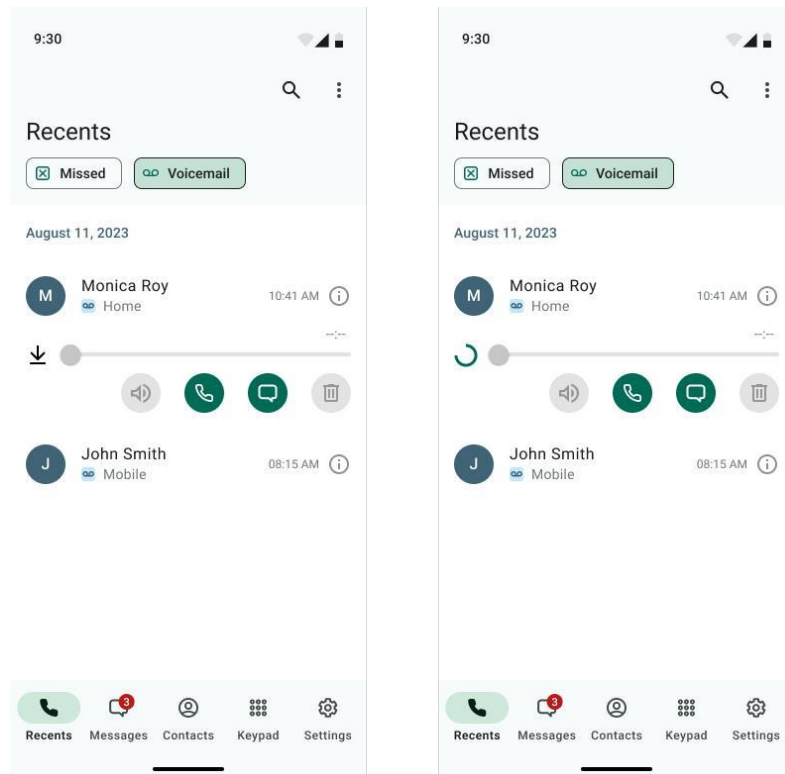 9:30
Recents
Missed Voicemail
August 11, 2023
M Monica Roy 10:41 AM
Home
--:--
J John Smith 08:15 AM
Mobile
3
Recents Messages Contacts Keypad Settings
9:30
Recents
Missed Voicemail
August 11, 2023
M Monica Roy 10:41 AM
Home
--:--
J John Smith 08:15 AM
Mobile
3
Recents Messages Contacts Keypad Settings